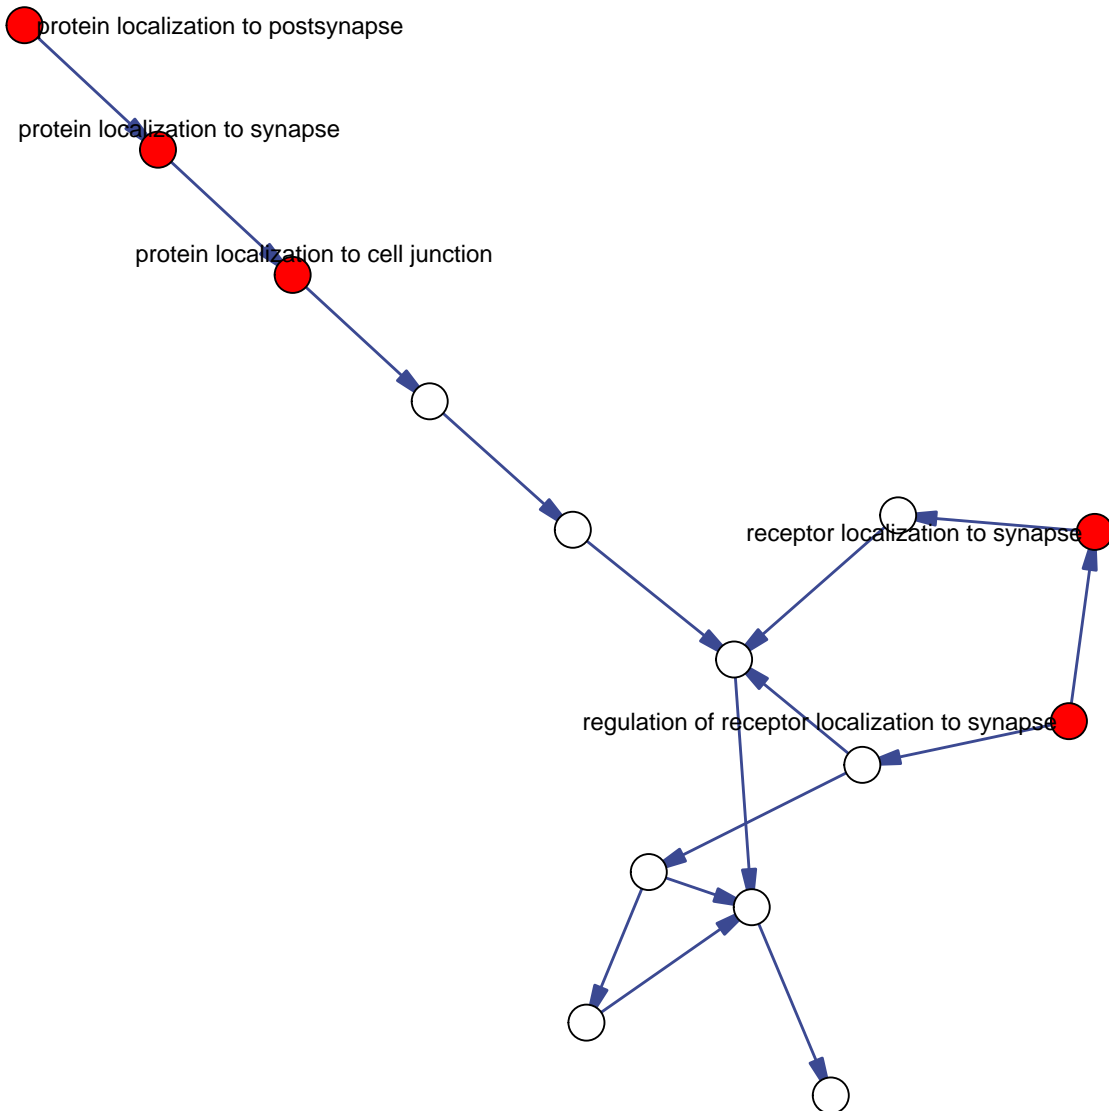 protein localization to postsynapse
protein localization to synapse
protein localization to cell junction
receptor localization to synapse
regulation of receptor localization to synapse